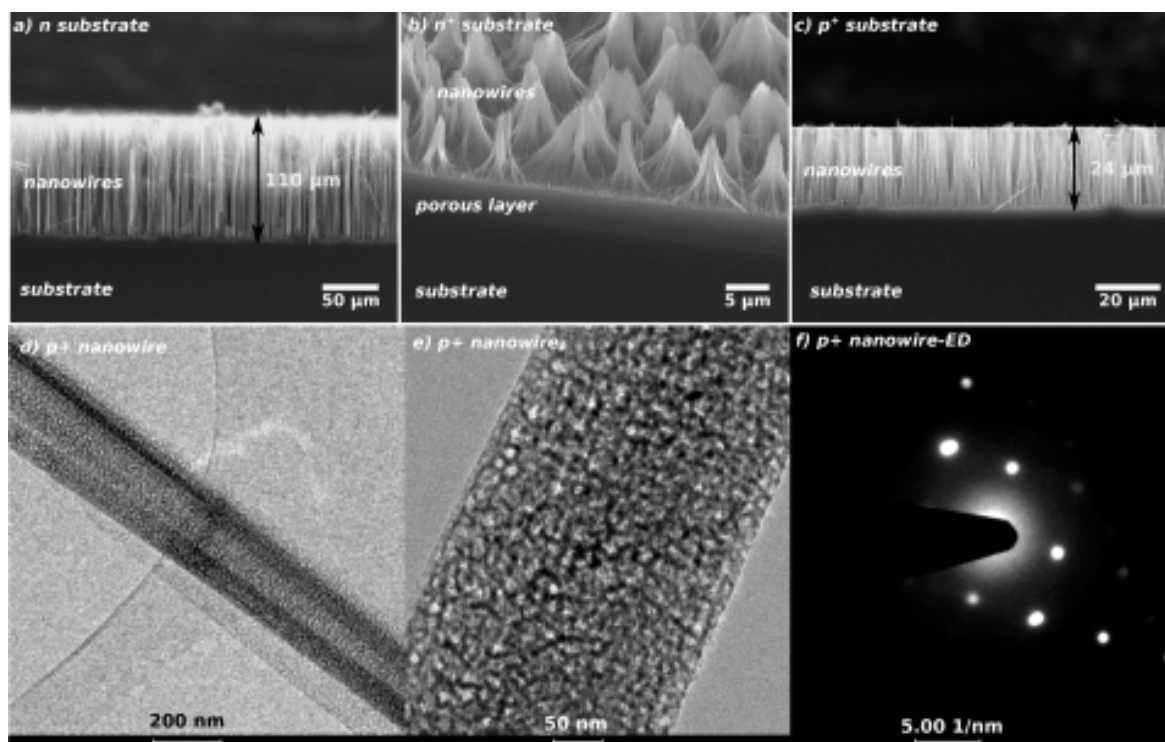 a) n substrate
nanowires
110 µm
substrate
50 µm
b) n⁺ substrate
nanowires
porous layer
substrate
5 µm
c) p⁺ substrate
nanowires
24 µm
substrate
20 µm
d) p+ nanowire
200 nm
e) p+ nanowire
50 nm
f) p+ nanowire-ED
5.00 1/nm